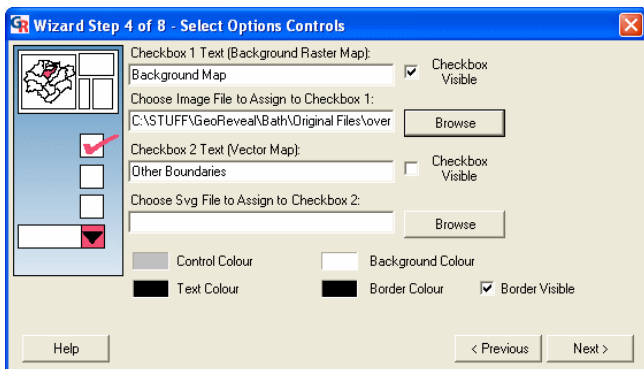 GR Wizard Step 4 of 8 - Select Options Controls
Checkbox 1 Text (Background Raster Map):
Background Map
Checkbox Visible
Choose Image File to Assign to Checkbox 1:
C:\STUFF\GeoReveal\Bath\Original Files\over
Browse
Checkbox 2 Text (Vector Map):
Other Boundaries
Checkbox Visible
Choose Svg File to Assign to Checkbox 2:
Browse
Control Colour
Background Colour
Text Colour
Border Colour
Border Visible
Help
< Previous
Next >